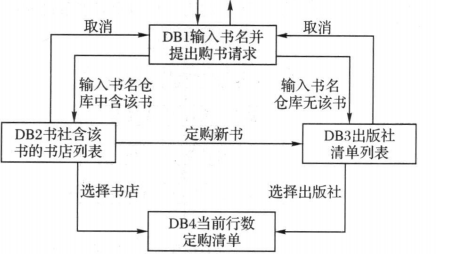 取消
DB1输入书名并
提出购书请求
取消
输入书名仓
库中含该书
输入书名
仓库无该书
DB2书社含该
书的书店列表
定购新书
DB3出版社
清单列表
选择书店
选择出版社
DB4当前行数
定购清单